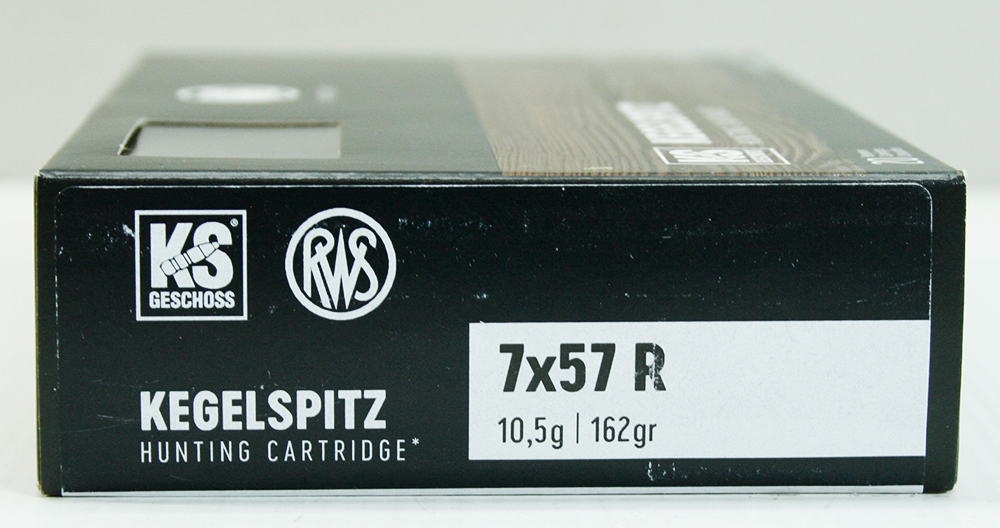 KS®
GESCHOSS
RWS
7x57 R
10,5g | 162gr
KEGELSPITZ
HUNTING CARTRIDGE*